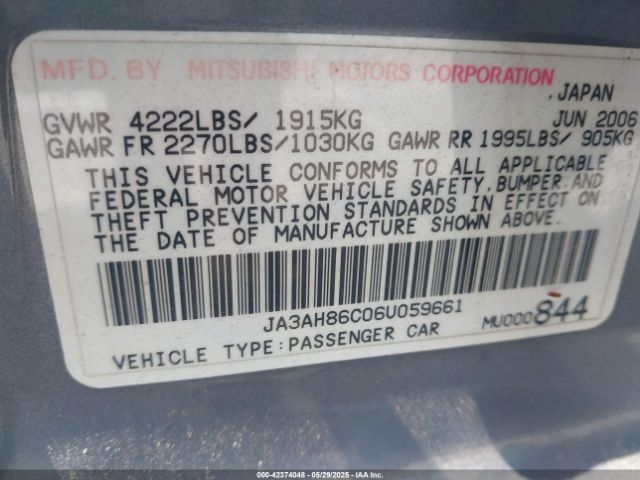 MFD. BY MITSUBISHI MOTORS CORPORATION
.JAPAN
GVWR 4222LBS/ 1915KG JUN 2006
GAWR FR 2270LBS/1030KG GAWR RR 1995LBS/ 905KG
THIS VEHICLE CONFORMS TO ALL APPLICABLE
FEDERAL MOTOR VEHICLE SAFETY.BUMPER.AND
THEFT PREVENTION STANDARDS IN EFFECT ON
THE DATE OF MANUFACTURE SHOWN ABOVE.
JA3AH86C06U059661 MU000844
VEHICLE TYPE:PASSENGER CAR
000-42374048 - 05/29/2025 - IAA Inc.